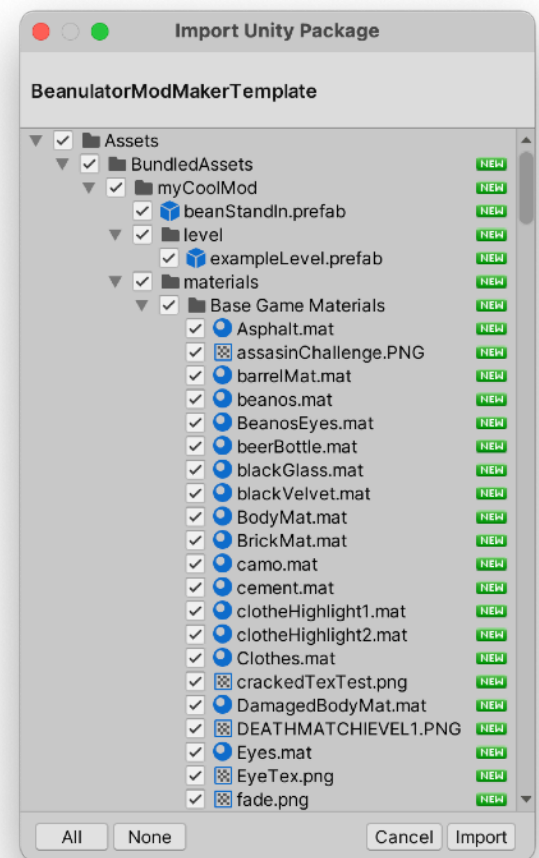 Import Unity Package
BeanulatorModMakerTemplate
Assets
BundledAssets NEW
myCoolMod NEW
beanStandIn.prefab NEW
level NEW
exampleLevel.prefab NEW
materials NEW
Base Game Materials NEW
Asphalt.mat NEW
assasinChallenge.PNG NEW
barrelMat.mat NEW
beanos.mat NEW
BeanosEyes.mat NEW
beerBottle.mat NEW
blackGlass.mat NEW
blackVelvet.mat NEW
BodyMat.mat NEW
BrickMat.mat NEW
camo.mat NEW
cement.mat NEW
clotheHighlight1.mat NEW
clotheHighlight2.mat NEW
Clothes.mat NEW
crackedTexTest.png NEW
DamagedBodyMat.mat NEW
DEATHMATCHIEVEL1.PNG NEW
Eyes.mat NEW
EyeTex.png NEW
fade.png NEW
All None Cancel Import